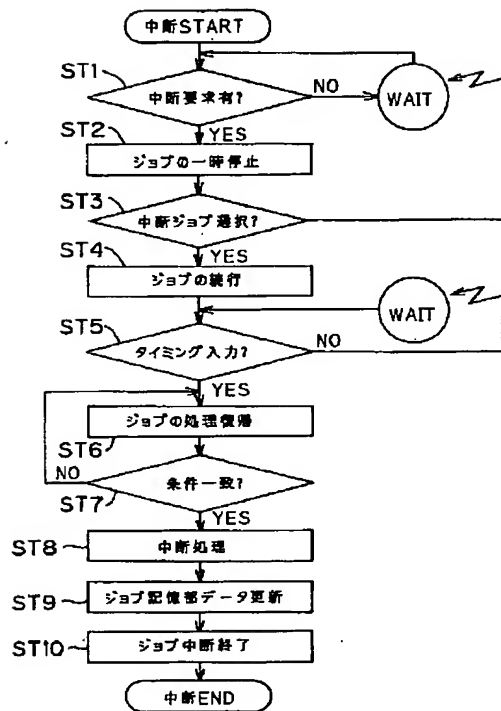 中断START
ST1
中断要求有?
NO
WAIT
ST2
YES
ジョブの一時停止
ST3
中断ジョブ選択?
ST4
YES
ジョブの続行
WAIT
ST5
タイミング入力?
NO
YES
ジョブの処理復帰
ST6
NO
条件一致?
ST7
YES
ST8
中断処理
ST9
ジョブ記憶部データ更新
ST10
ジョブ中断終了
中断END